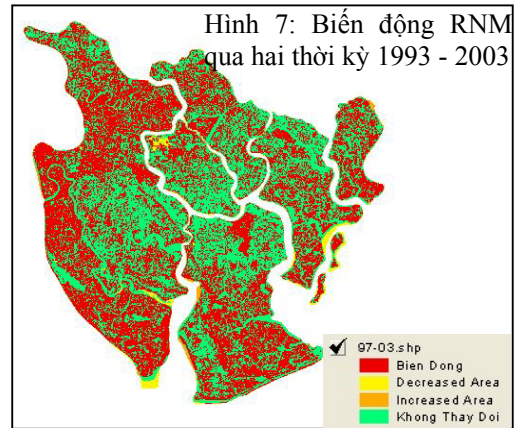 Hình 7: Biến động RNM
qua hai thời kỳ 1993 - 2003
97-03.shp
Bien Dong
Decreased Area
Increased Area
Khong Thay Doi